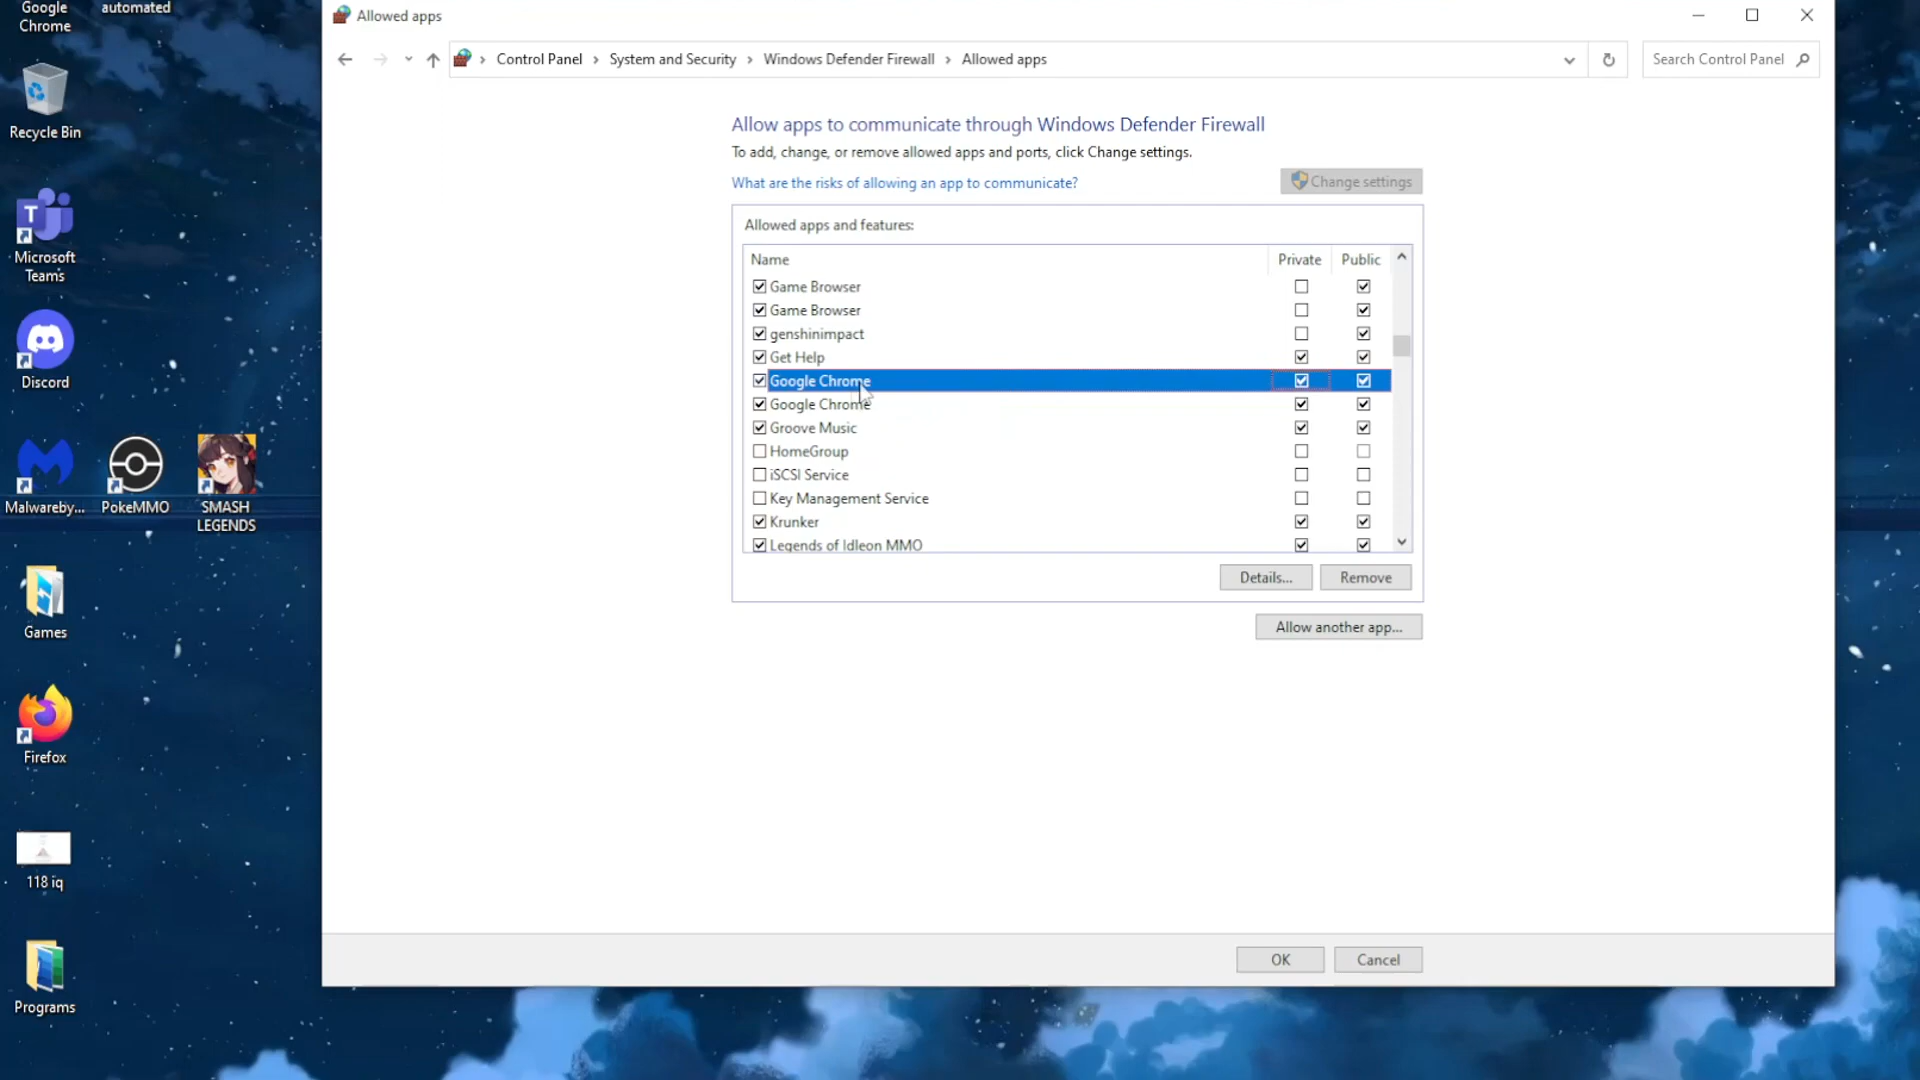 Google
Chrome
automated
Recycle Bin
Microsoft
Teams
Discord
Malwareby...
PokeMMO
SMASH
LEGENDS
Games
Firefox
118 iq
Programs
Allowed apps
Control Panel > System and Security > Windows Defender Firewall > Allowed apps
Search Control Panel
Allow apps to communicate through Windows Defender Firewall
To add, change, or remove allowed apps and ports, click Change settings.
What are the risks of allowing an app to communicate?
Change settings
Allowed apps and features:
Name Private Public
Game Browser
Game Browser
genshinimpact
Get Help
Google Chrome
Google Chrome
Groove Music
HomeGroup
iSCSI Service
Key Management Service
Krunker
Legends of Idleon MMO
Details... Remove
Allow another app...
OK Cancel